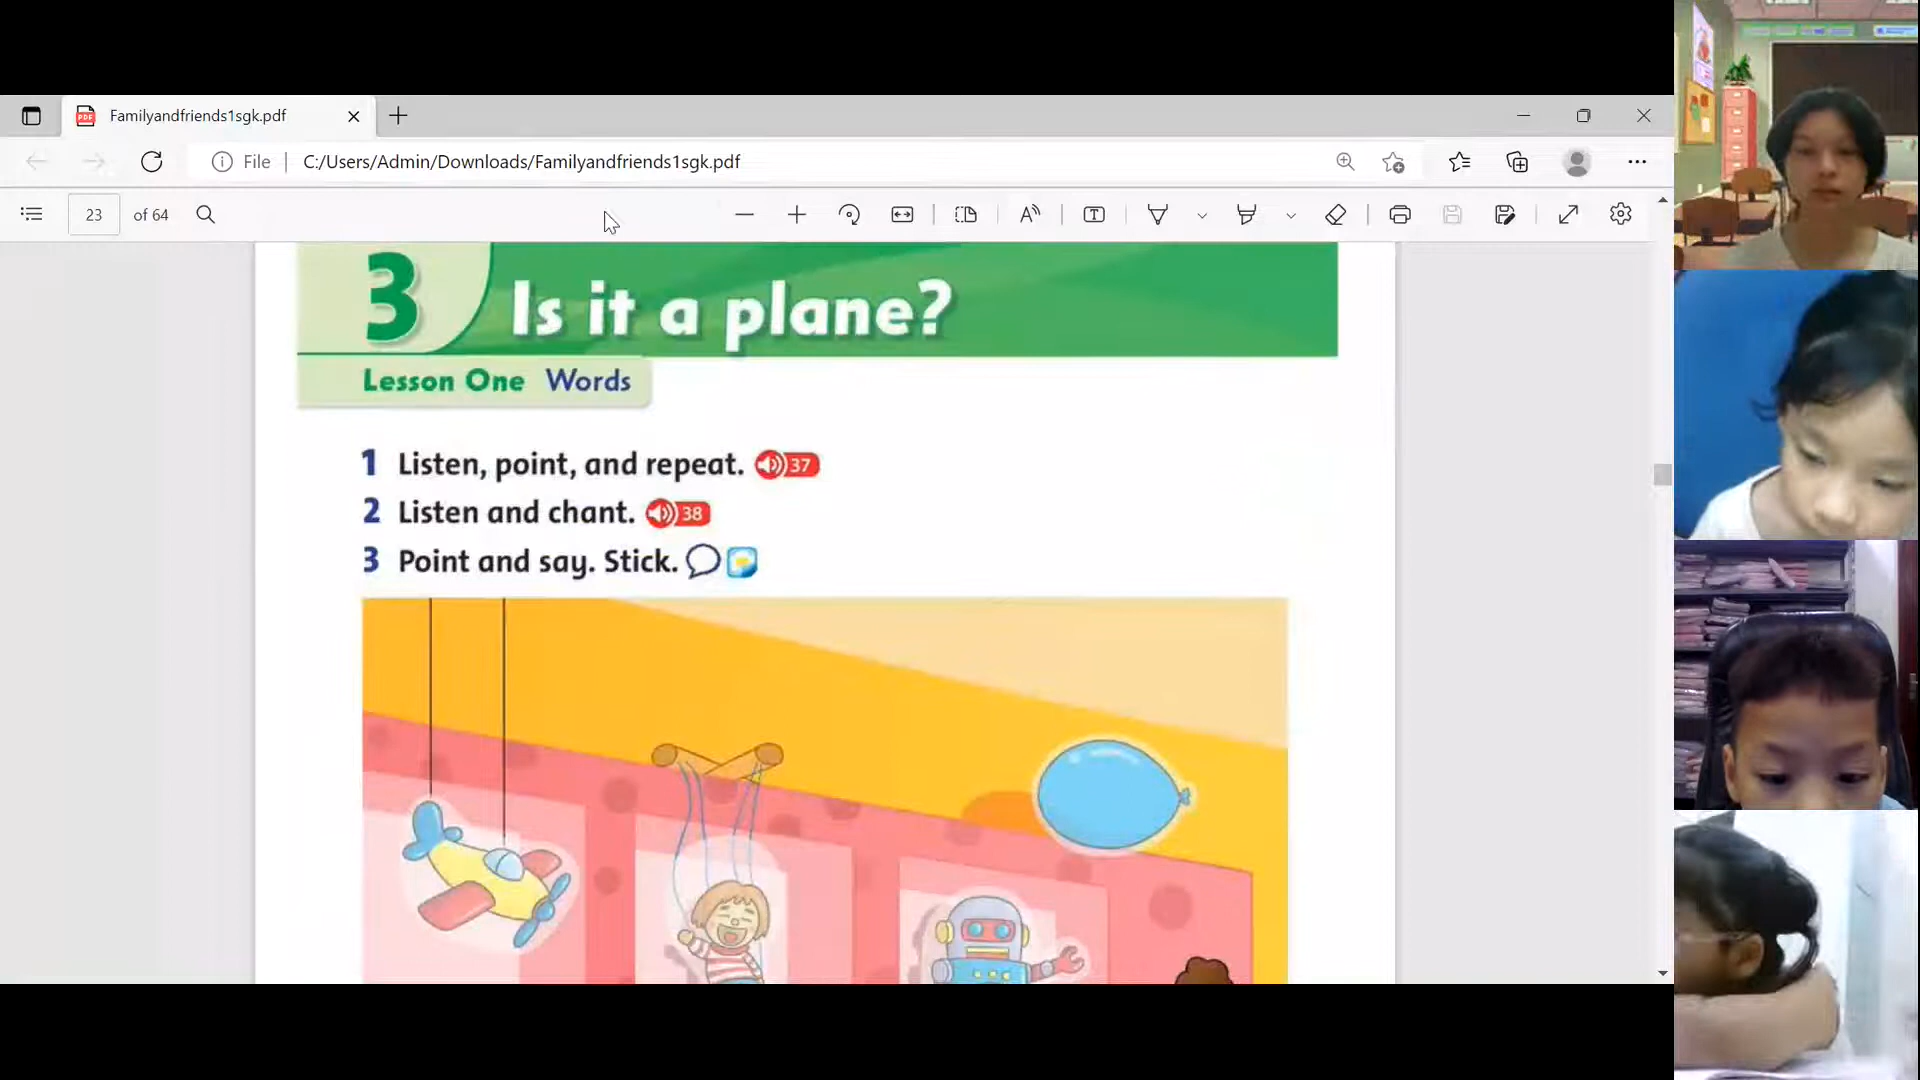 Familyandfriends1sgk.pdf
File
C:/Users/Admin/Downloads/Familyandfriends1sgk.pdf
23 of 64
3 Is it a plane?
Lesson One Words
1 Listen, point, and repeat. 37
2 Listen and chant. 38
3 Point and say. Stick.